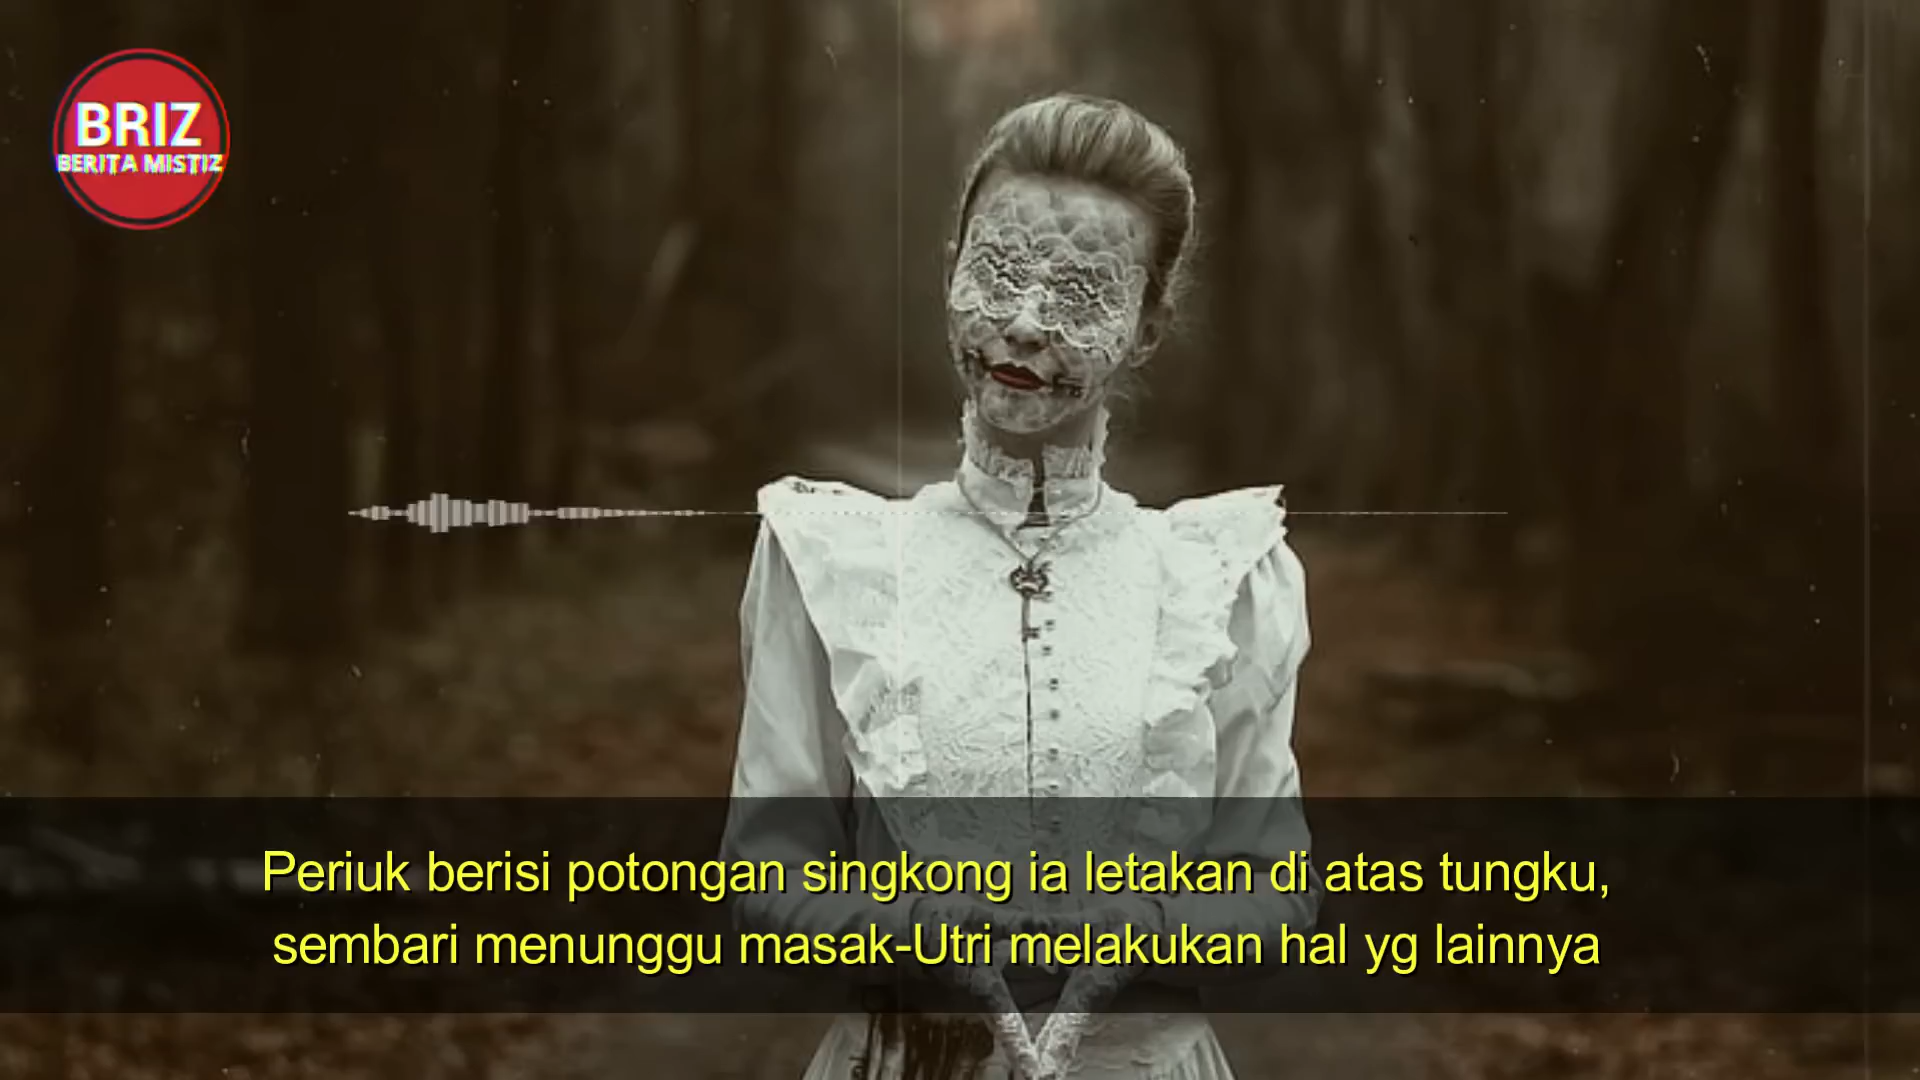 BRIZ
BERITA MISTIZ
Periuk berisi potongan singkong ia letakan di atas tungku,
sembari menunggu masak-Utri melakukan hal yg lainnya